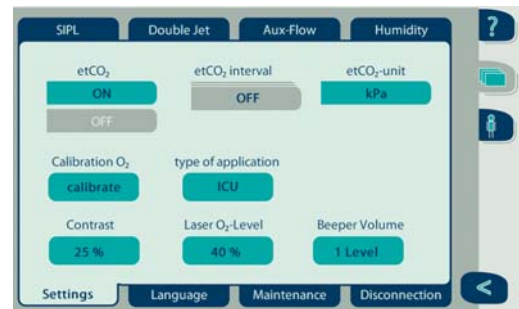 SIPL Double Jet Aux-Flow Humidity ?
etCO₂ etCO₂ interval etCO₂-unit
ON OFF kPa
OFF
Calibration O₂ type of application
calibrate ICU
Contrast Laser O₂-Level Beeper Volume
25 % 40 % 1 Level
Settings Language Maintenance Disconnection <